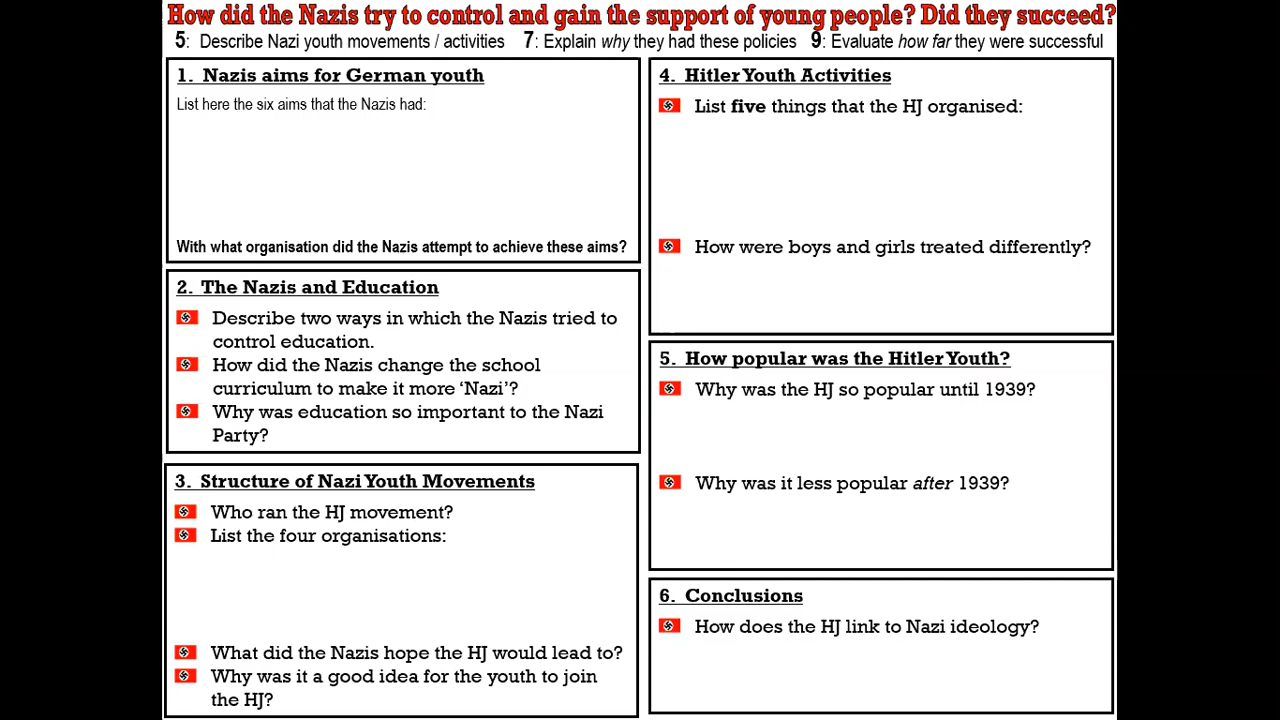 How did the Nazis try to control and gain the support of young people? Did they succeed?
5: Describe Nazi youth movements / activities 7: Explain why they had these policies 9: Evaluate how far they were successful
1. Nazis aims for German youth
List here the six aims that the Nazis had:
With what organisation did the Nazis attempt to achieve these aims?
2. The Nazis and Education
Describe two ways in which the Nazis tried to
control education.
How did the Nazis change the school
curriculum to make it more ‘Nazi’?
Why was education so important to the Nazi
Party?
3. Structure of Nazi Youth Movements
Who ran the HJ movement?
List the four organisations:
What did the Nazis hope the HJ would lead to?
Why was it a good idea for the youth to join
the HJ?
4. Hitler Youth Activities
List five things that the HJ organised:
How were boys and girls treated differently?
5. How popular was the Hitler Youth?
Why was the HJ so popular until 1939?
Why was it less popular after 1939?
6. Conclusions
How does the HJ link to Nazi ideology?